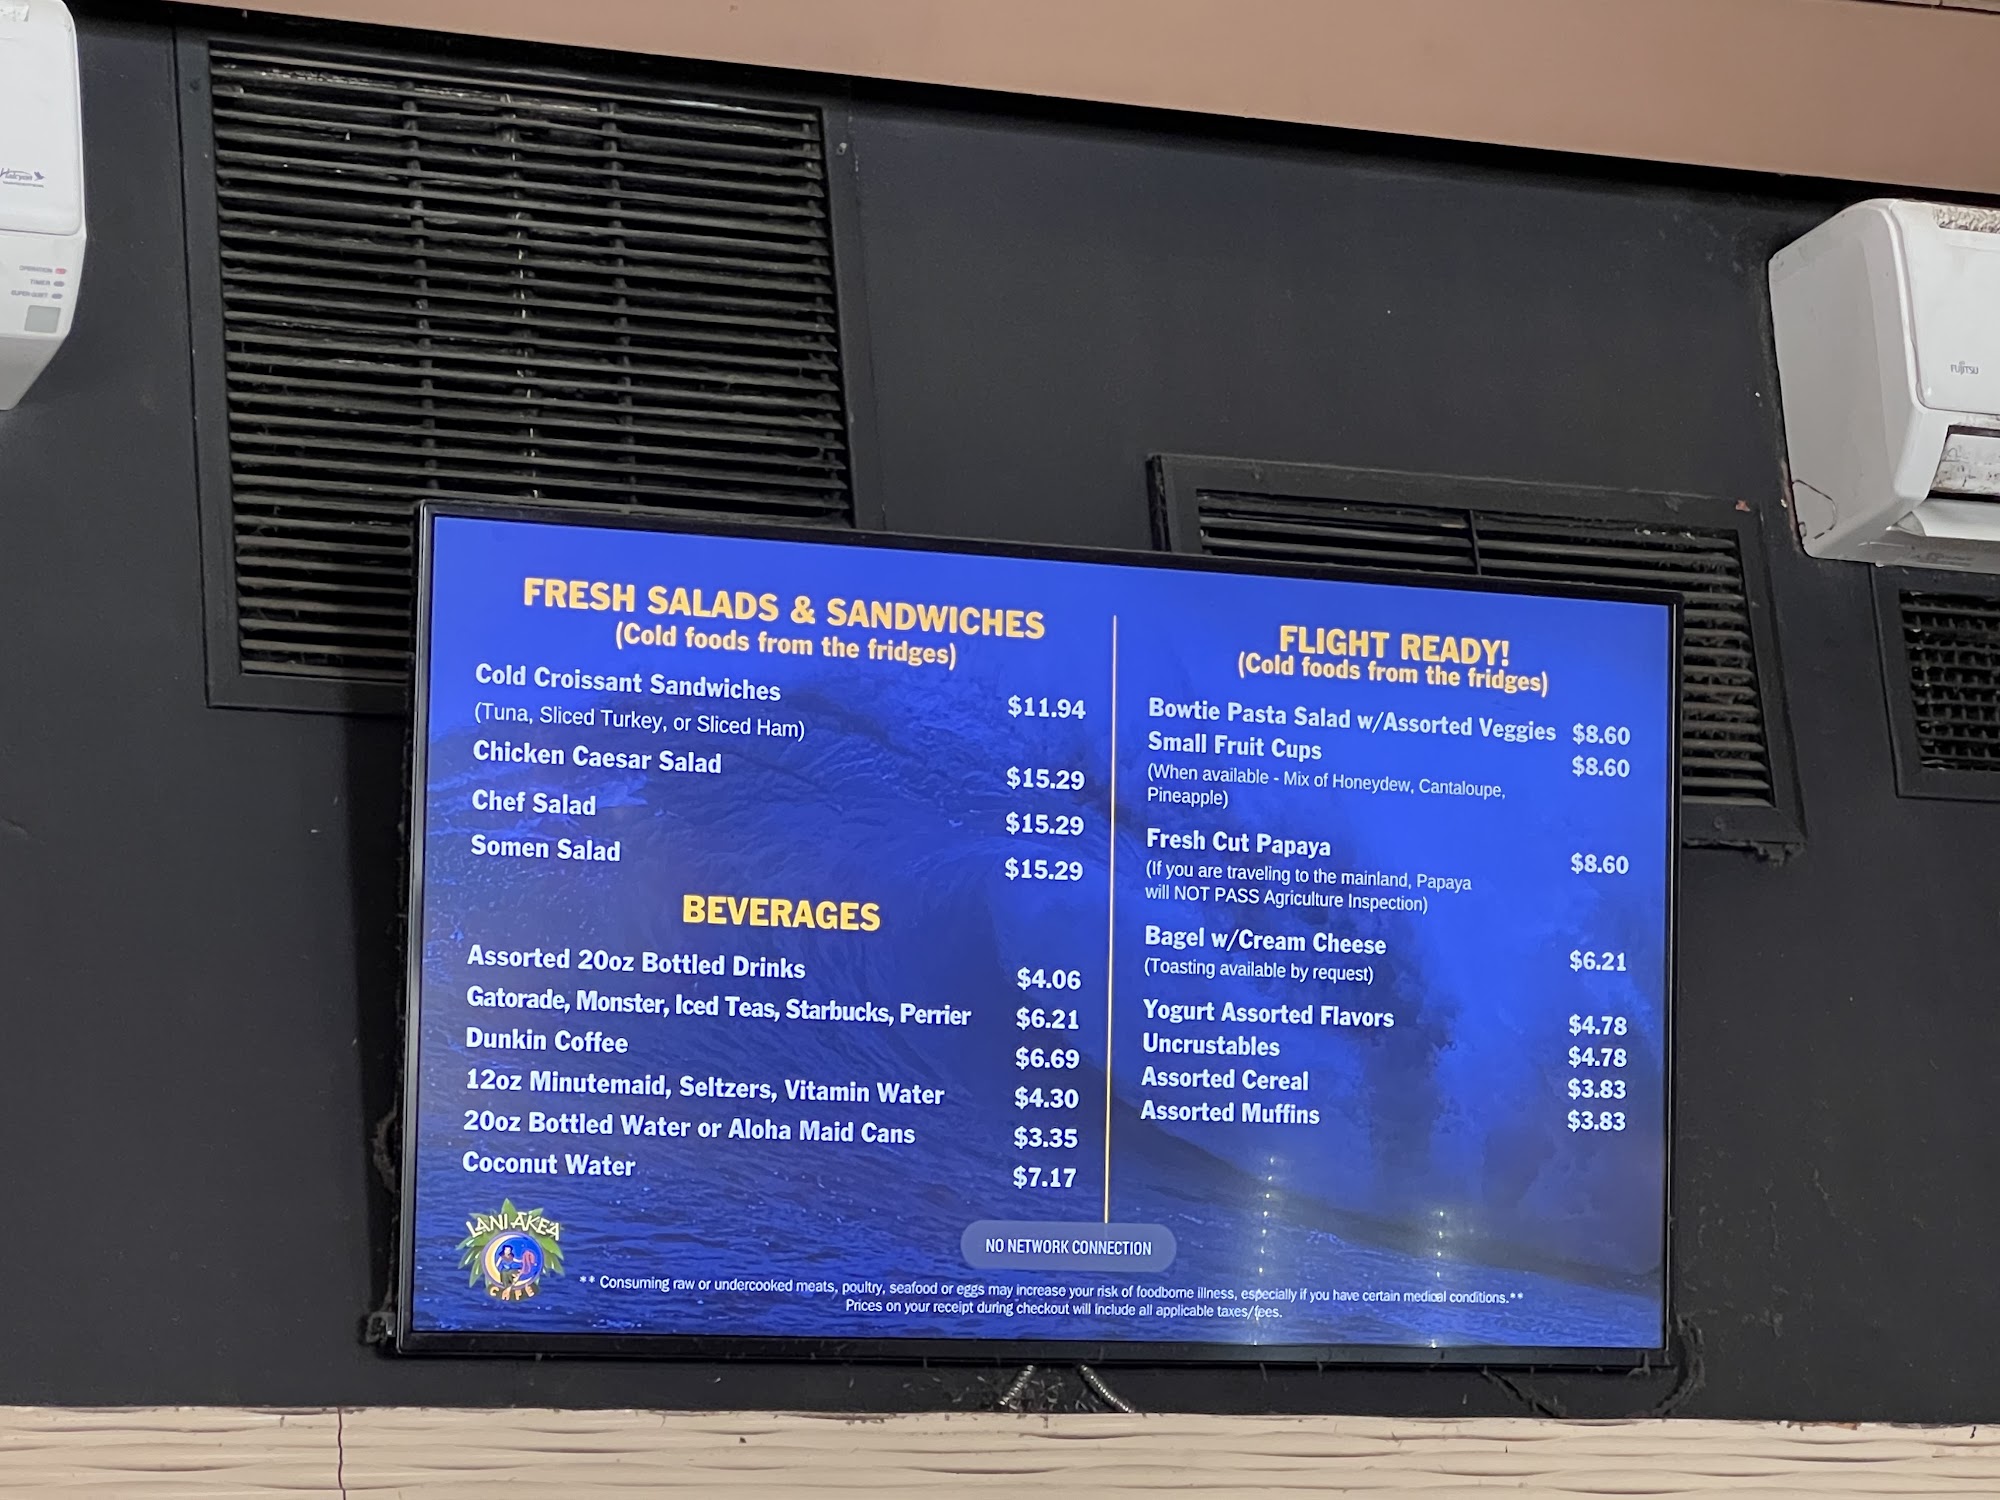 Halcyon
OPERATION
TIMER
SUPER QUIET
FUJITSU
FRESH SALADS & SANDWICHES
(Cold foods from the fridges)
Cold Croissant Sandwiches $11.94
(Tuna, Sliced Turkey, or Sliced Ham)
Chicken Caesar Salad $15.29
Chef Salad $15.29
Somen Salad $15.29
BEVERAGES
Assorted 20oz Bottled Drinks $4.06
Gatorade, Monster, Iced Teas, Starbucks, Perrier $6.21
Dunkin Coffee $6.69
12oz Minutemaid, Seltzers, Vitamin Water $4.30
20oz Bottled Water or Aloha Maid Cans $3.35
Coconut Water $7.17
FLIGHT READY!
(Cold foods from the fridges)
Bowtie Pasta Salad w/Assorted Veggies $8.60
Small Fruit Cups $8.60
(When available - Mix of Honeydew, Cantaloupe,
Pineapple)
Fresh Cut Papaya $8.60
(If you are traveling to the mainland, Papaya
will NOT PASS Agriculture Inspection)
Bagel w/Cream Cheese $6.21
(Toasting available by request)
Yogurt Assorted Flavors $4.78
Uncrustables $4.78
Assorted Cereal $3.83
Assorted Muffins $3.83
LANI AKEA
CAFE
NO NETWORK CONNECTION
** Consuming raw or undercooked meats, poultry, seafood or eggs may increase your risk of foodborne illness, especially if you have certain medical conditions.**
Prices on your receipt during checkout will include all applicable taxes/fees.